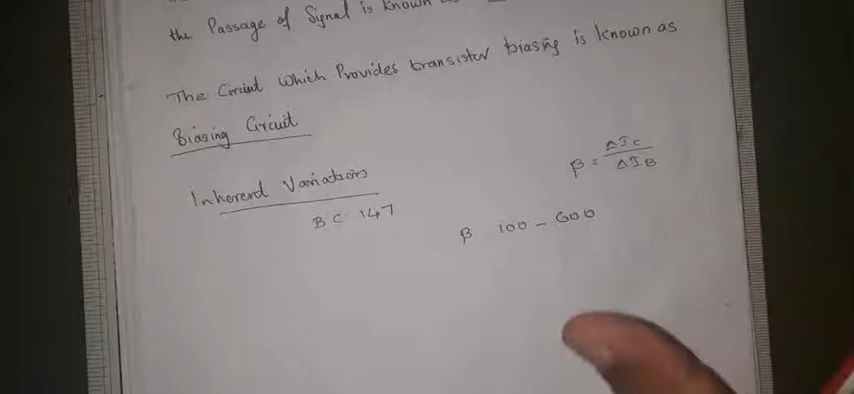 the Passage of Signal is known
The Circuit which Provides transistor biasing is known as
Biasing Circuit
Inherend Variations
β = ΔIC / ΔIB
BC 147
β 100 - 600